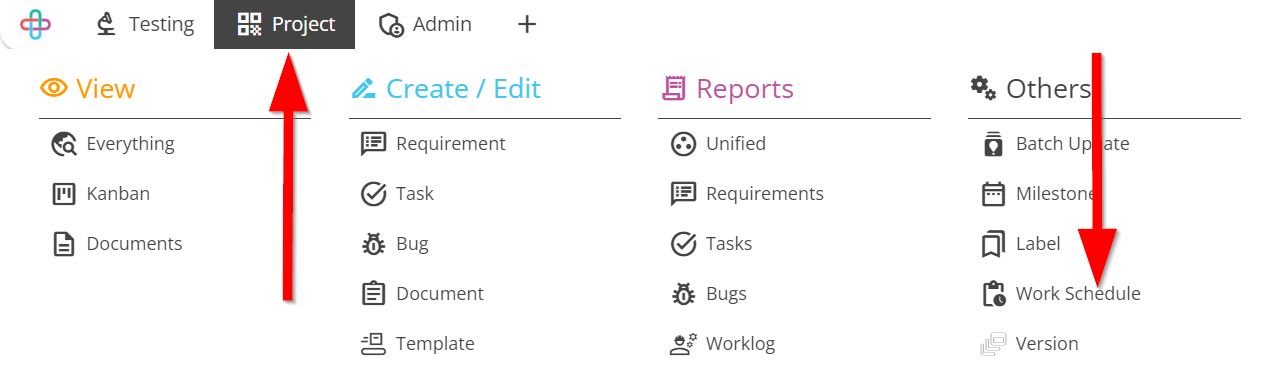 Testing Project Admin +
View
Everything
Kanban
Documents
Create / Edit
Requirement
Task
Bug
Document
Template
Reports
Unified
Requirements
Tasks
Bugs
Worklog
Others
Batch Update
Milestone
Label
Work Schedule
Version